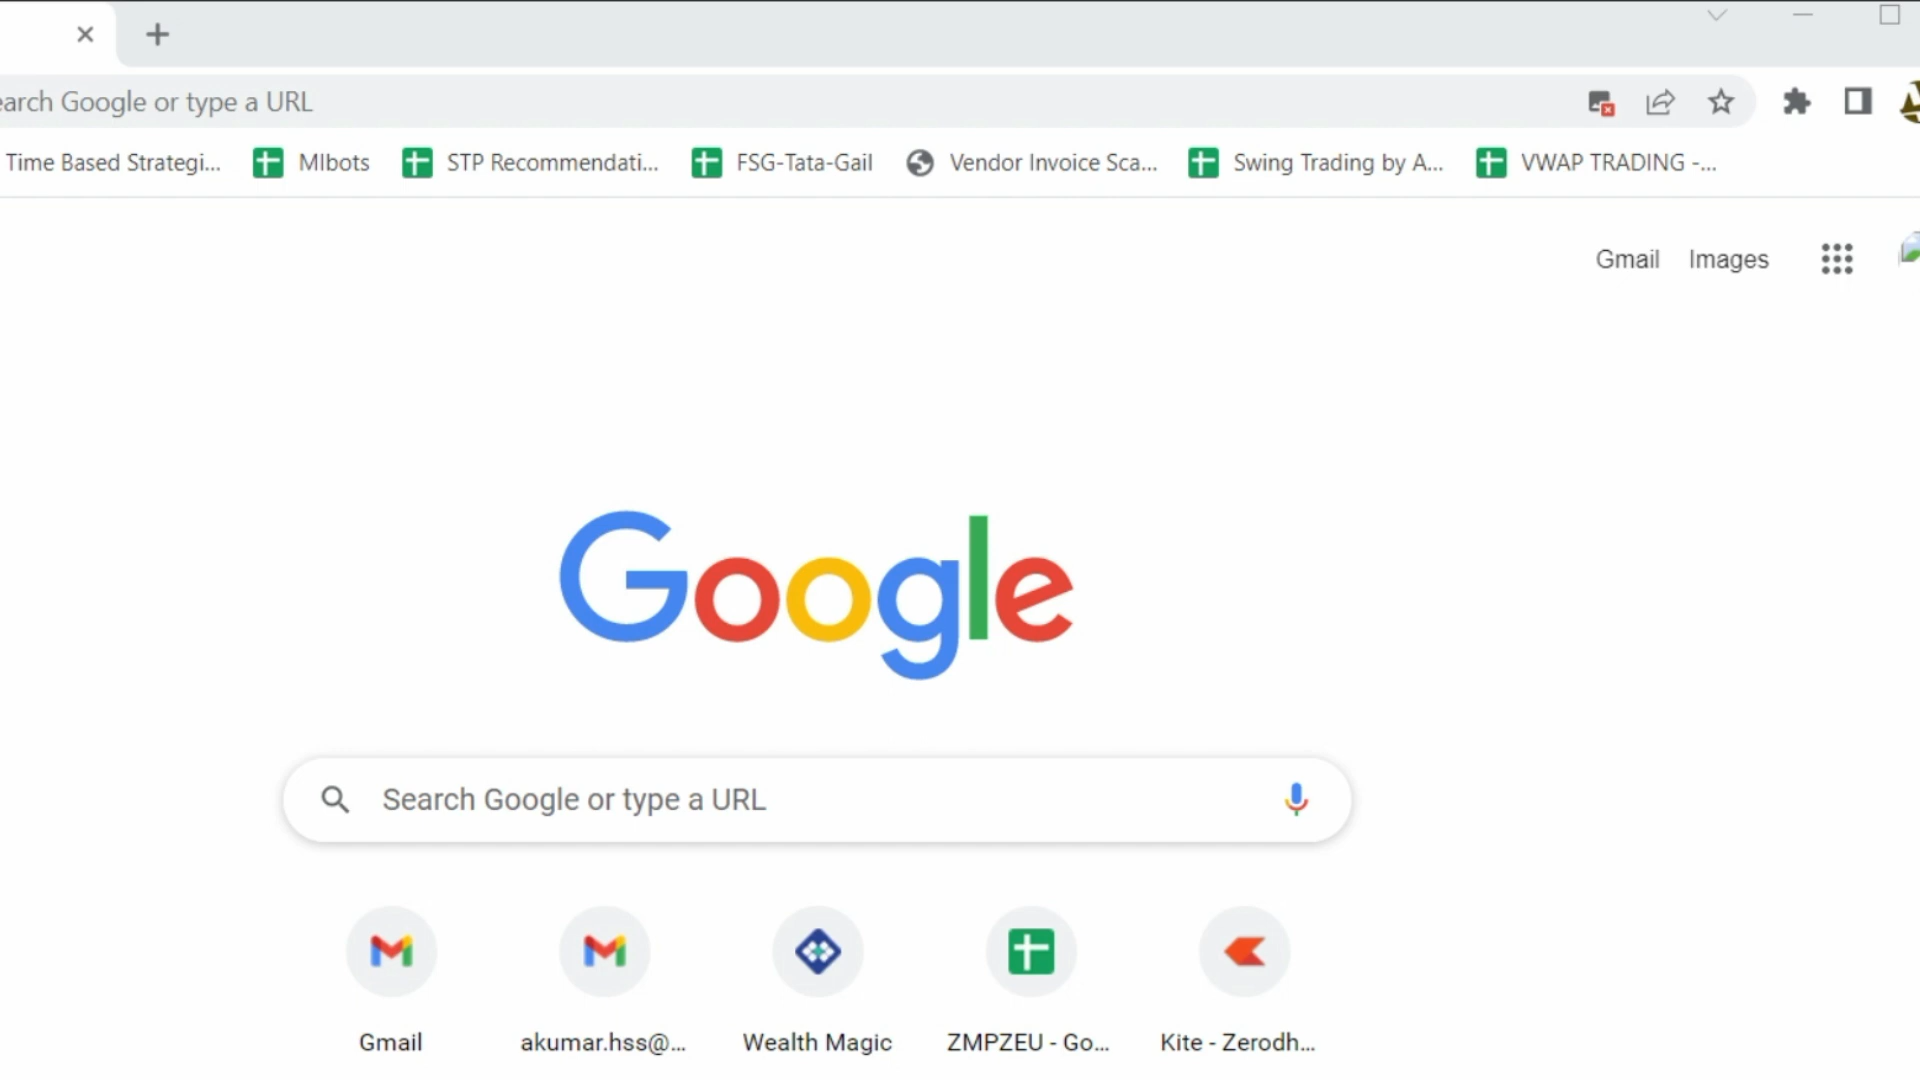 earch Google or type a URL
Time Based Strategi... MIbots STP Recommendati... FSG-Tata-Gail Vendor Invoice Sca... Swing Trading by A... VWAP TRADING -...
Gmail Images
Google
Search Google or type a URL
Gmail akumar.hss@... Wealth Magic ZMPZEU - Go... Kite - Zerodh...